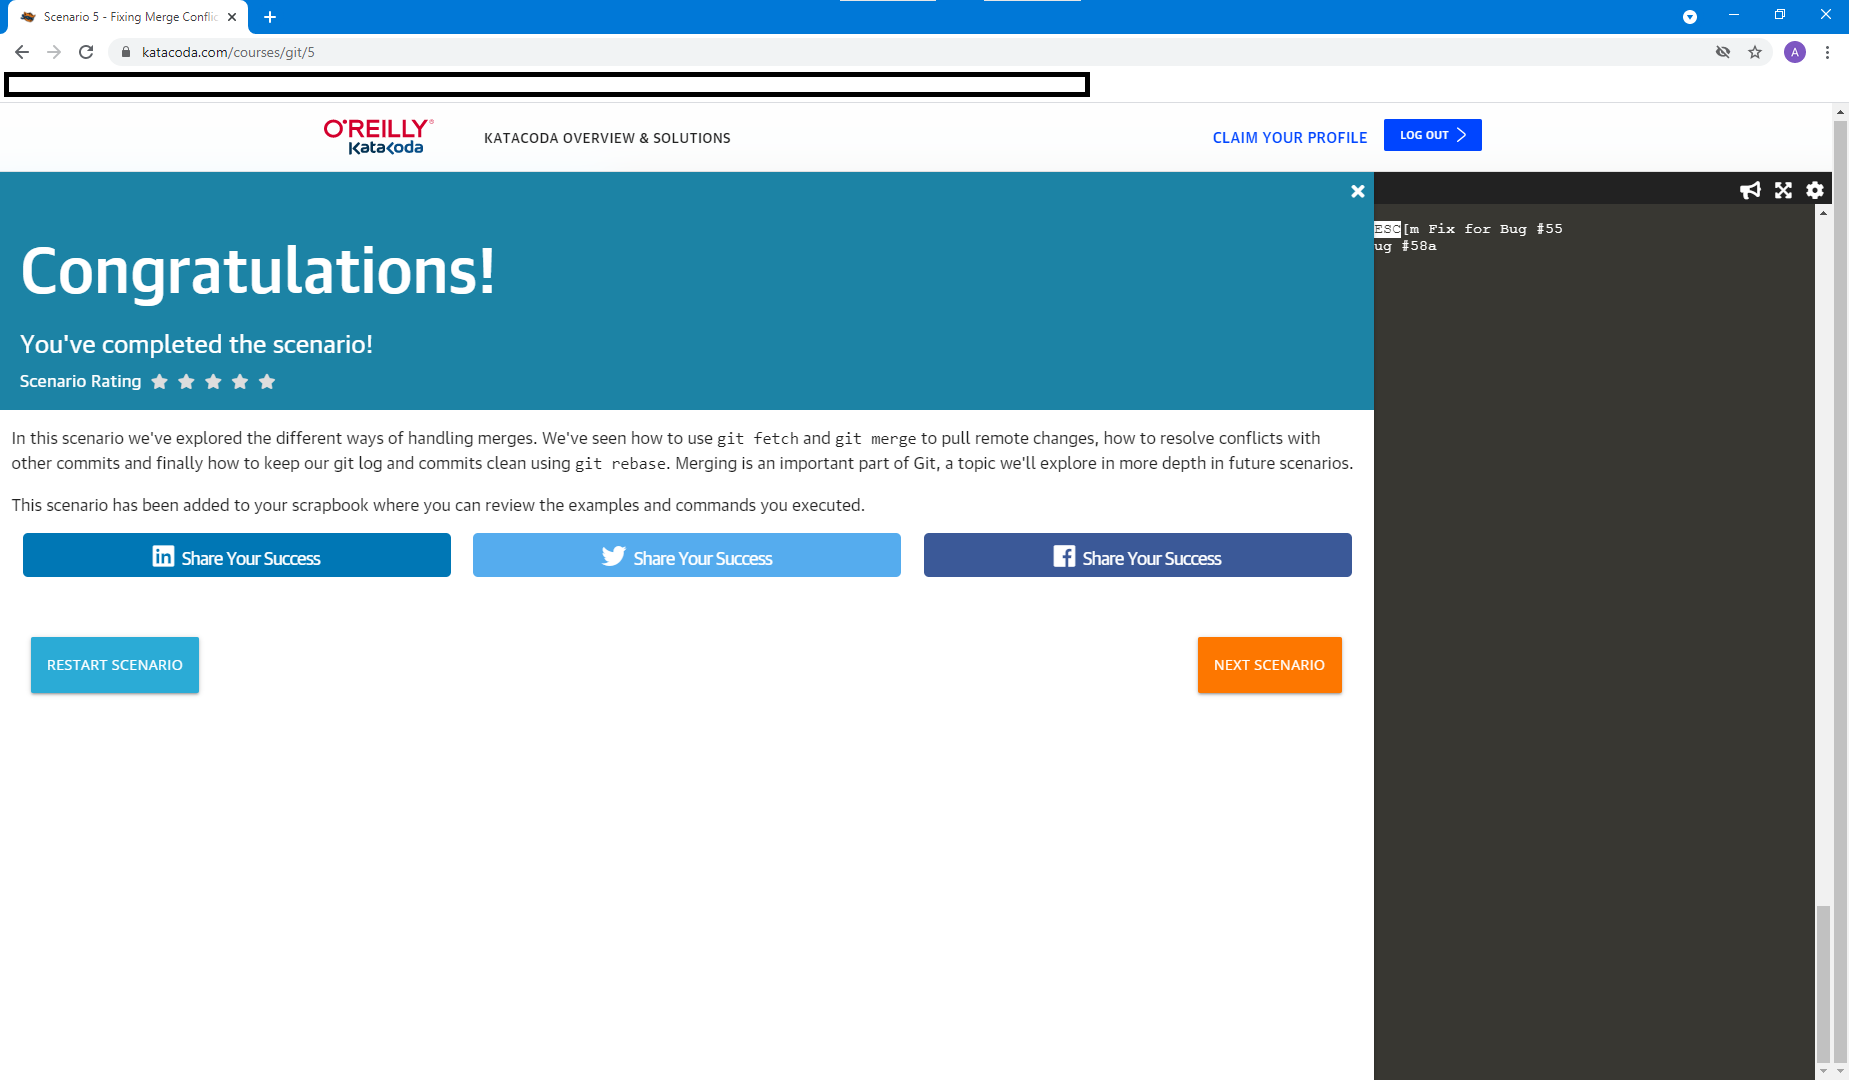 Scenario 5 - Fixing Merge Conflic
katacoda.com/courses/git/5
A
O'REILLY®
Katacoda
KATACODA OVERVIEW & SOLUTIONS
CLAIM YOUR PROFILE
LOG OUT
Congratulations!
You've completed the scenario!
Scenario Rating
In this scenario we've explored the different ways of handling merges. We've seen how to use git fetch and git merge to pull remote changes, how to resolve conflicts with
other commits and finally how to keep our git log and commits clean using git rebase. Merging is an important part of Git, a topic we'll explore in more depth in future scenarios.
This scenario has been added to your scrapbook where you can review the examples and commands you executed.
in Share Your Success
Share Your Success
f Share Your Success
RESTART SCENARIO
NEXT SCENARIO
ESC[m Fix for Bug #55
ug #58a